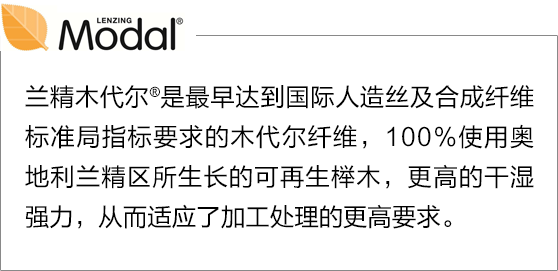 LENZING
Modal®
兰精木代尔®是最早达到国际人造丝及合成纤维
标准局指标要求的木代尔纤维，100%使用奥
地利兰精区所生长的可再生榉木，更高的干湿
强力，从而适应了加工处理的更高要求。